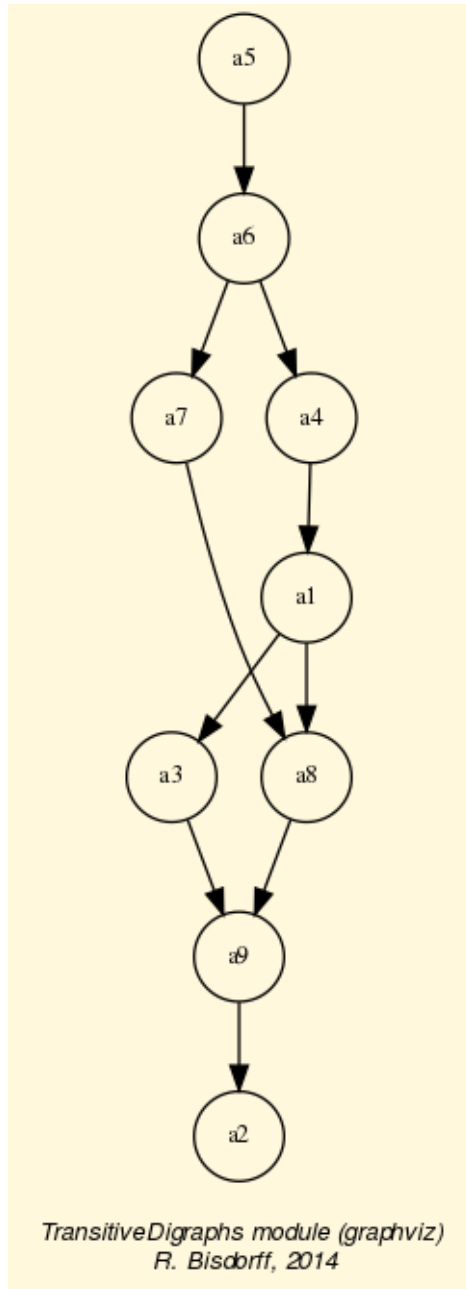 a5
a6
a7 a4
a1
a3 a8
a9
a2
TransitiveDigraphs module (graphviz)
R. Bisdorff, 2014